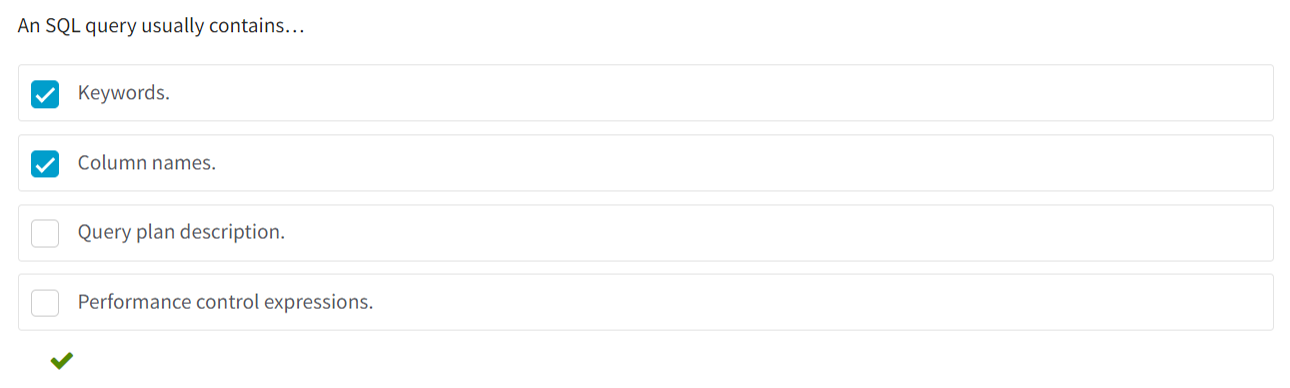 An SQL query usually contains…
Keywords.
Column names.
Query plan description.
Performance control expressions.